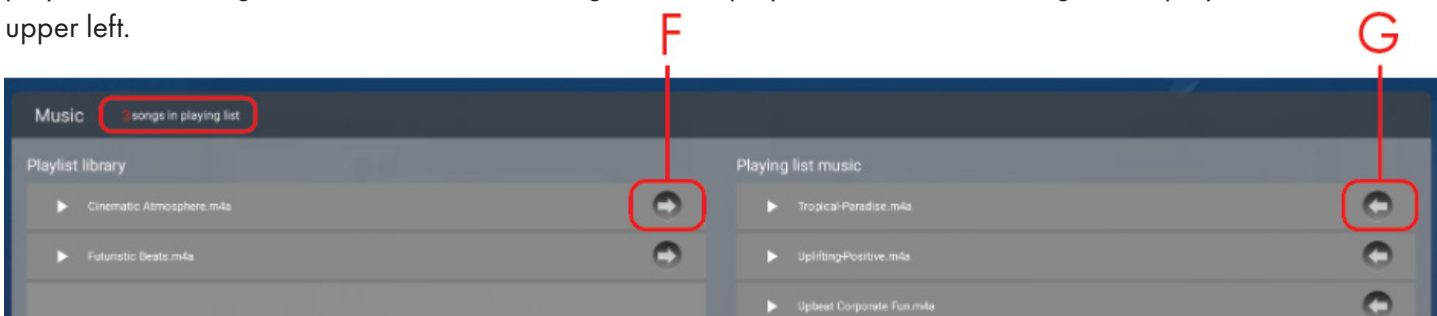 upper left.
F
G
Music
3 songs in playing list
Playlist library
Playing list music
Cinematic Atmosphere.m4a
Tropical-Paradise.m4a
Futuristic Beats.m4a
Uplifting-Positive.m4a
Upbeat Corporate Fun.m4a